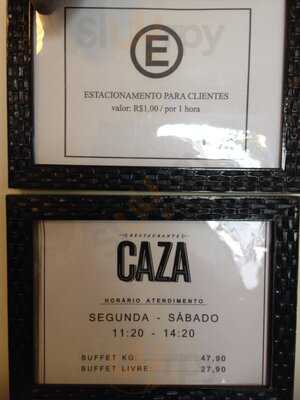 E
ESTACIONAMENTO PARA CLIENTES
valor: R$1,00 / por 1 hora
RESTAURANTE
CAZA
HORÁRIO ATENDIMENTO
SEGUNDA - SÁBADO
11:20 - 14:20
BUFFET KG: 47,90
BUFFET LIVRE: 27,90